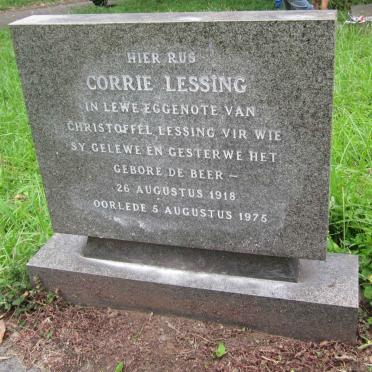 HIER RUS
CORRIE LESSING
IN LEWE EGGENOTE VAN
CHRISTOFFEL LESSING VIR WIE
SY GELEWE EN GESTERWE HET
GEBORE DE BEER –
26 AUGUSTUS 1918
OORLEDE 5 AUGUSTUS 1975